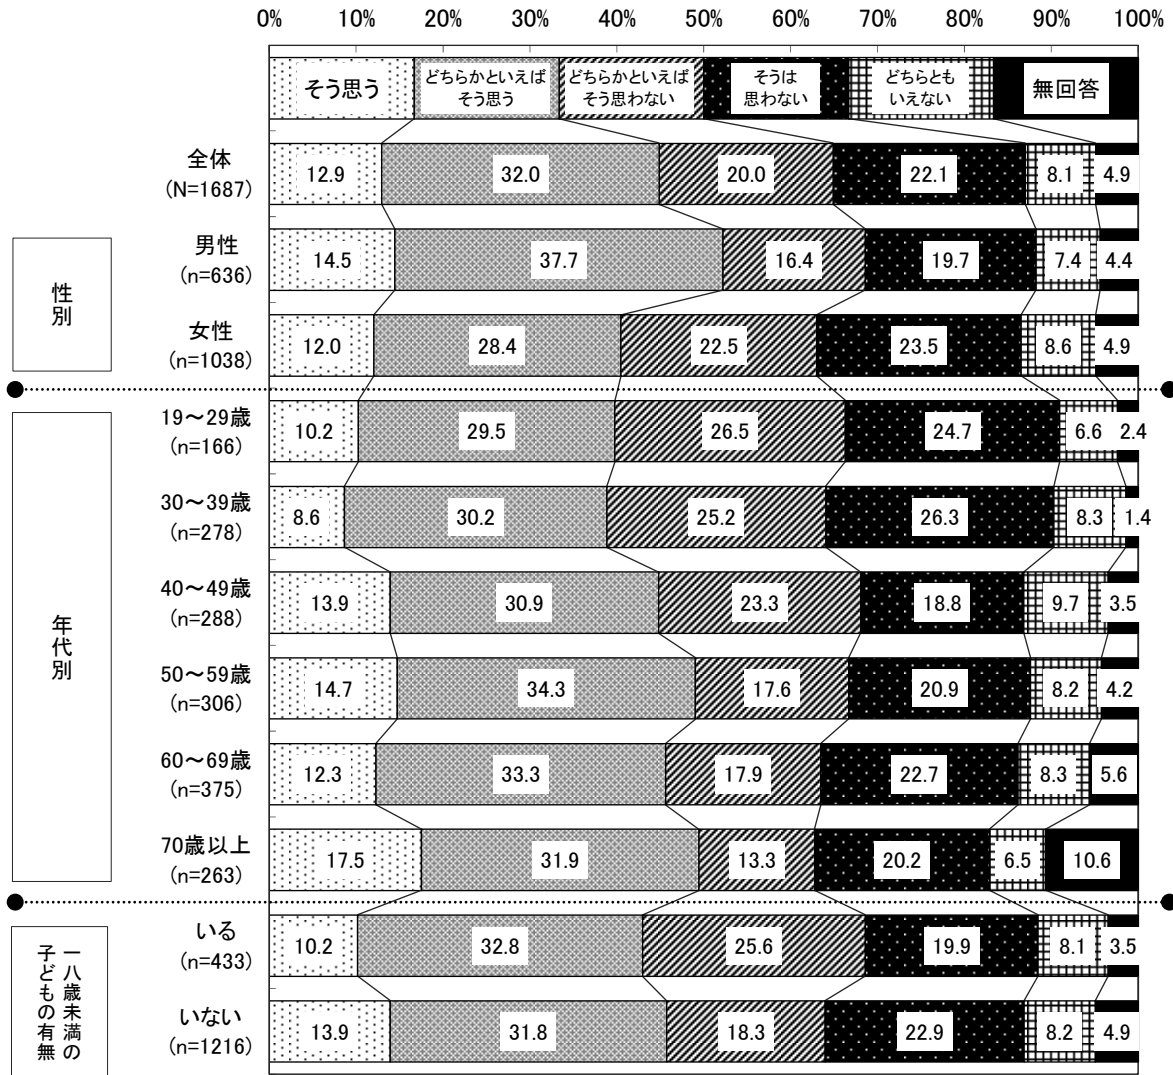 0% 10% 20% 30% 40% 50% 60% 70% 80% 90% 100%
そう思う
どちらかといえば
そう思う
どちらかといえば
そう思わない
そうは
思わない
どちらとも
いえない
無回答
全体
(N=1687)
12.9 32.0 20.0 22.1 8.1 4.9
性別
男性
(n=636)
14.5 37.7 16.4 19.7 7.4 4.4
女性
(n=1038)
12.0 28.4 22.5 23.5 8.6 4.9
年代別
19～29歳
(n=166)
10.2 29.5 26.5 24.7 6.6 2.4
30～39歳
(n=278)
8.6 30.2 25.2 26.3 8.3 1.4
40～49歳
(n=288)
13.9 30.9 23.3 18.8 9.7 3.5
50～59歳
(n=306)
14.7 34.3 17.6 20.9 8.2 4.2
60～69歳
(n=375)
12.3 33.3 17.9 22.7 8.3 5.6
70歳以上
(n=263)
17.5 31.9 13.3 20.2 6.5 10.6
一八歳未満の
子どもの有無
いる
(n=433)
10.2 32.8 25.6 19.9 8.1 3.5
いない
(n=1216)
13.9 31.8 18.3 22.9 8.2 4.9